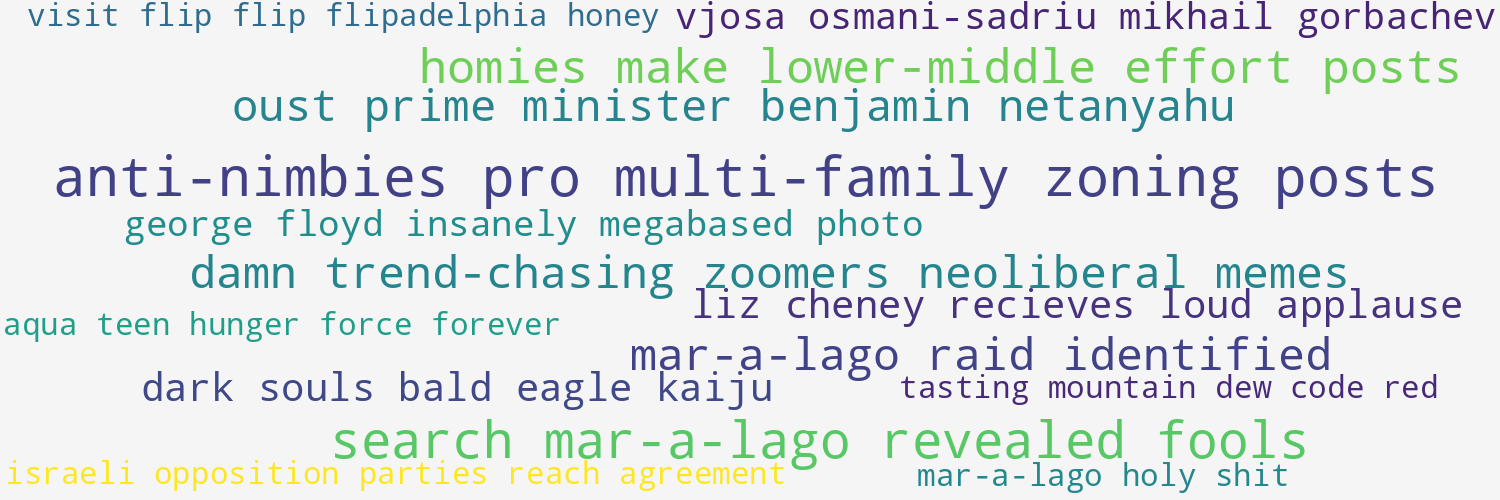 visit flip flip flipadelphia honey
vjosa osmani-sadriu mikhail gorbachev
homies make lower-middle effort posts
oust prime minister benjamin netanyahu
anti-nimbies pro multi-family zoning posts
george floyd insanely megabased photo
damn trend-chasing zoomers neoliberal memes
liz cheney recieves loud applause
aqua teen hunger force forever
mar-a-lago raid identified
dark souls bald eagle kaiju
tasting mountain dew code red
search mar-a-lago revealed fools
israeli opposition parties reach agreement
mar-a-lago holy shit